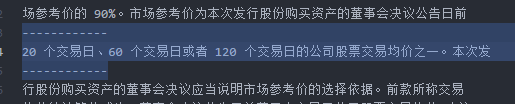 场参考价的 90%。市场参考价为本次发行股份购买资产的董事会决议公告日前
------------
20 个交易日、60 个交易日或者 120 个交易日的公司股票交易均价之一。本次发
------------
行股份购买资产的董事会决议应当说明市场参考价的选择依据。前款所称交易